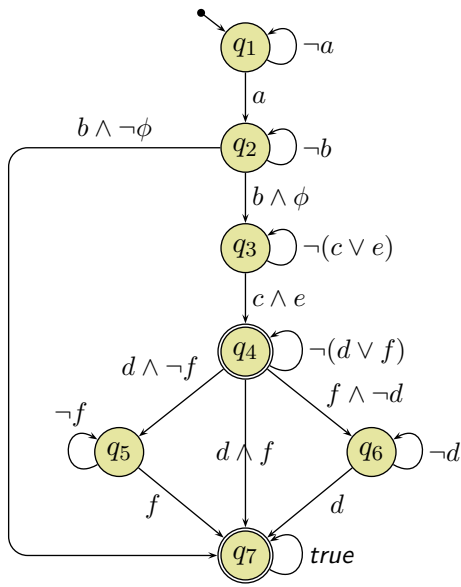 q1
¬a
a
b ∧ ¬ϕ
q2
¬b
b ∧ ϕ
q3
¬(c ∨ e)
c ∧ e
q4
¬(d ∨ f)
d ∧ ¬f
f ∧ ¬d
¬f
q5
d ∧ f
q6
¬d
f
d
q7
true